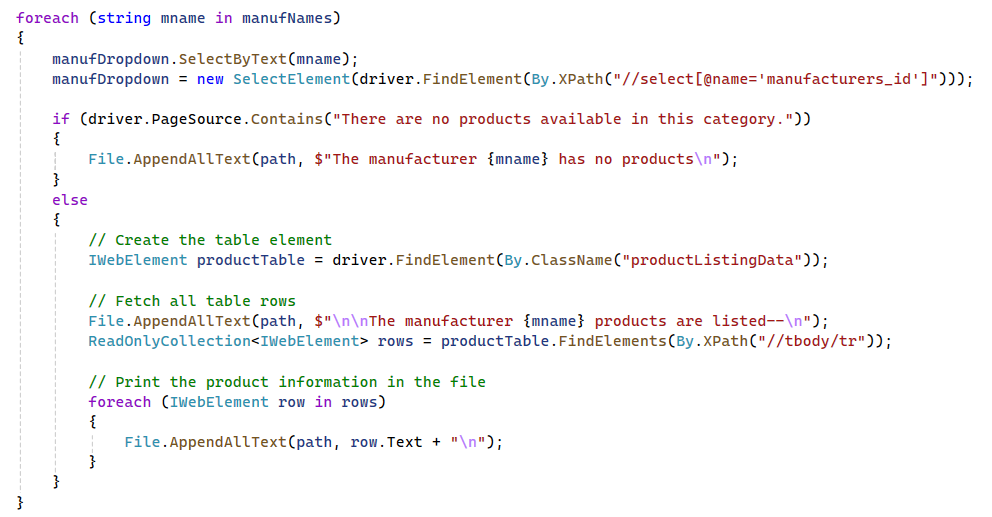 foreach (string mname in manufNames)
{
    manufDropdown.SelectByText(mname);
    manufDropdown = new SelectElement(driver.FindElement(By.XPath("//select[@name='manufacturers_id']")));

    if (driver.PageSource.Contains("There are no products available in this category."))
    {
        File.AppendAllText(path, $"The manufacturer {mname} has no products\n");
    }
    else
    {
        // Create the table element
        IWebElement productTable = driver.FindElement(By.ClassName("productListingData"));

        // Fetch all table rows
        File.AppendAllText(path, $"\n\nThe manufacturer {mname} products are listed--\n");
        ReadOnlyCollection<IWebElement> rows = productTable.FindElements(By.XPath("//tbody/tr"));

        // Print the product information in the file
        foreach (IWebElement row in rows)
        {
            File.AppendAllText(path, row.Text + "\n");
        }
    }
}